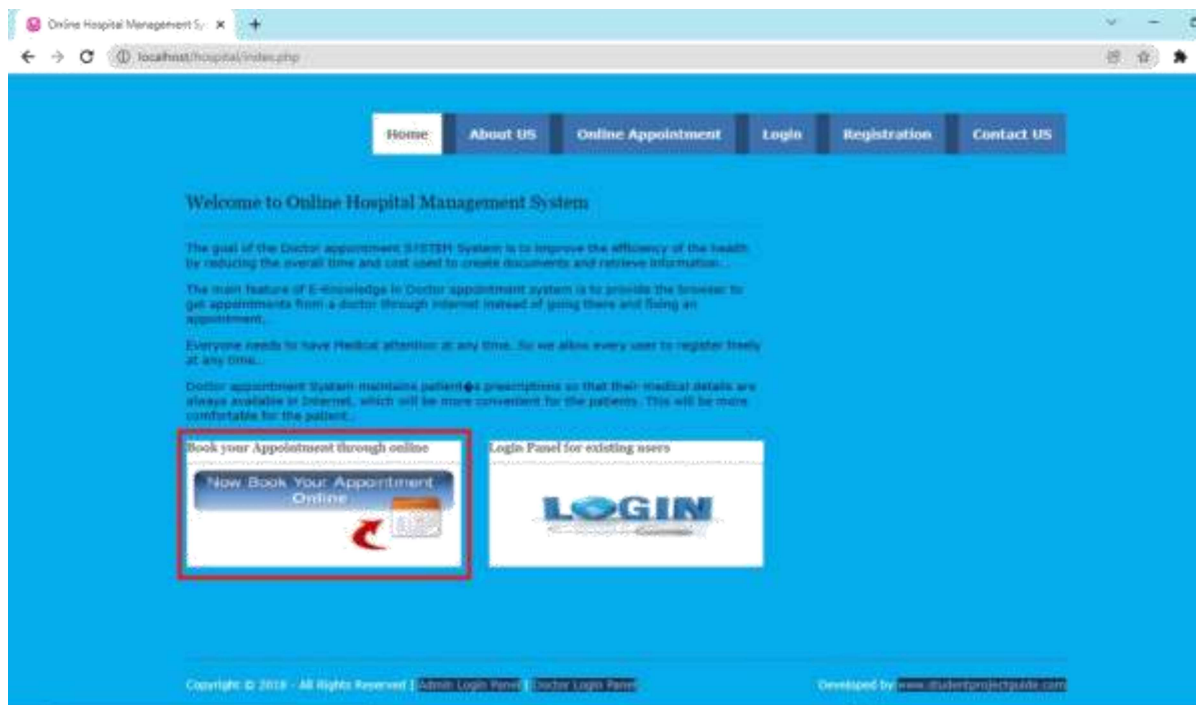 Online Hospital Management Sy
localhost/hospital/index.php
Home About US Online Appointment Login Registration Contact US
Welcome to Online Hospital Management System
The goal of the Doctor appointment SYSTEM System is to improve the efficiency of the health
by reducing the overall time and cost used to create documents and retrieve information..
The main feature of E-Knowledge in Doctor appointment system is to provide the browser to
get appointments from a doctor through internet instead of going there and fixing an
appointment..
Everyone needs to have Medical attention at any time. So we allow every user to register freely
at any time..
Doctor appointment System maintains patient�s prescriptions so that their medical details are
always available in Internet, which will be more convenient for the patients. This will be more
comfortable for the patient..
Book your Appointment through online
Now Book Your Appointment
Online
Login Panel for existing users
LOGIN
Copyright © 2018 - All Rights Reserved | Admin Login Panel | Doctor Login Panel
Developed by www.studentprojectguide.com